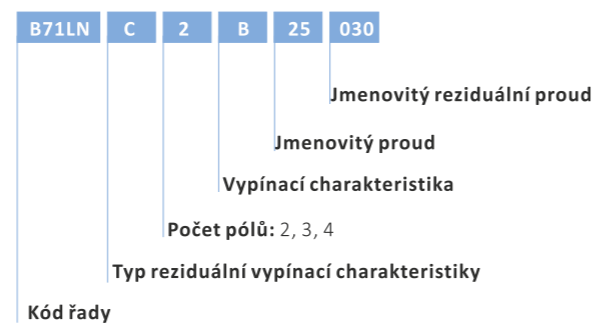 B71LN C 2 B 25 030
Jmenovitý reziduální proud
Jmenovitý proud
Vypínací charakteristika
Počet pólů: 2, 3, 4
Typ reziduální vypínací charakteristiky
Kód řady